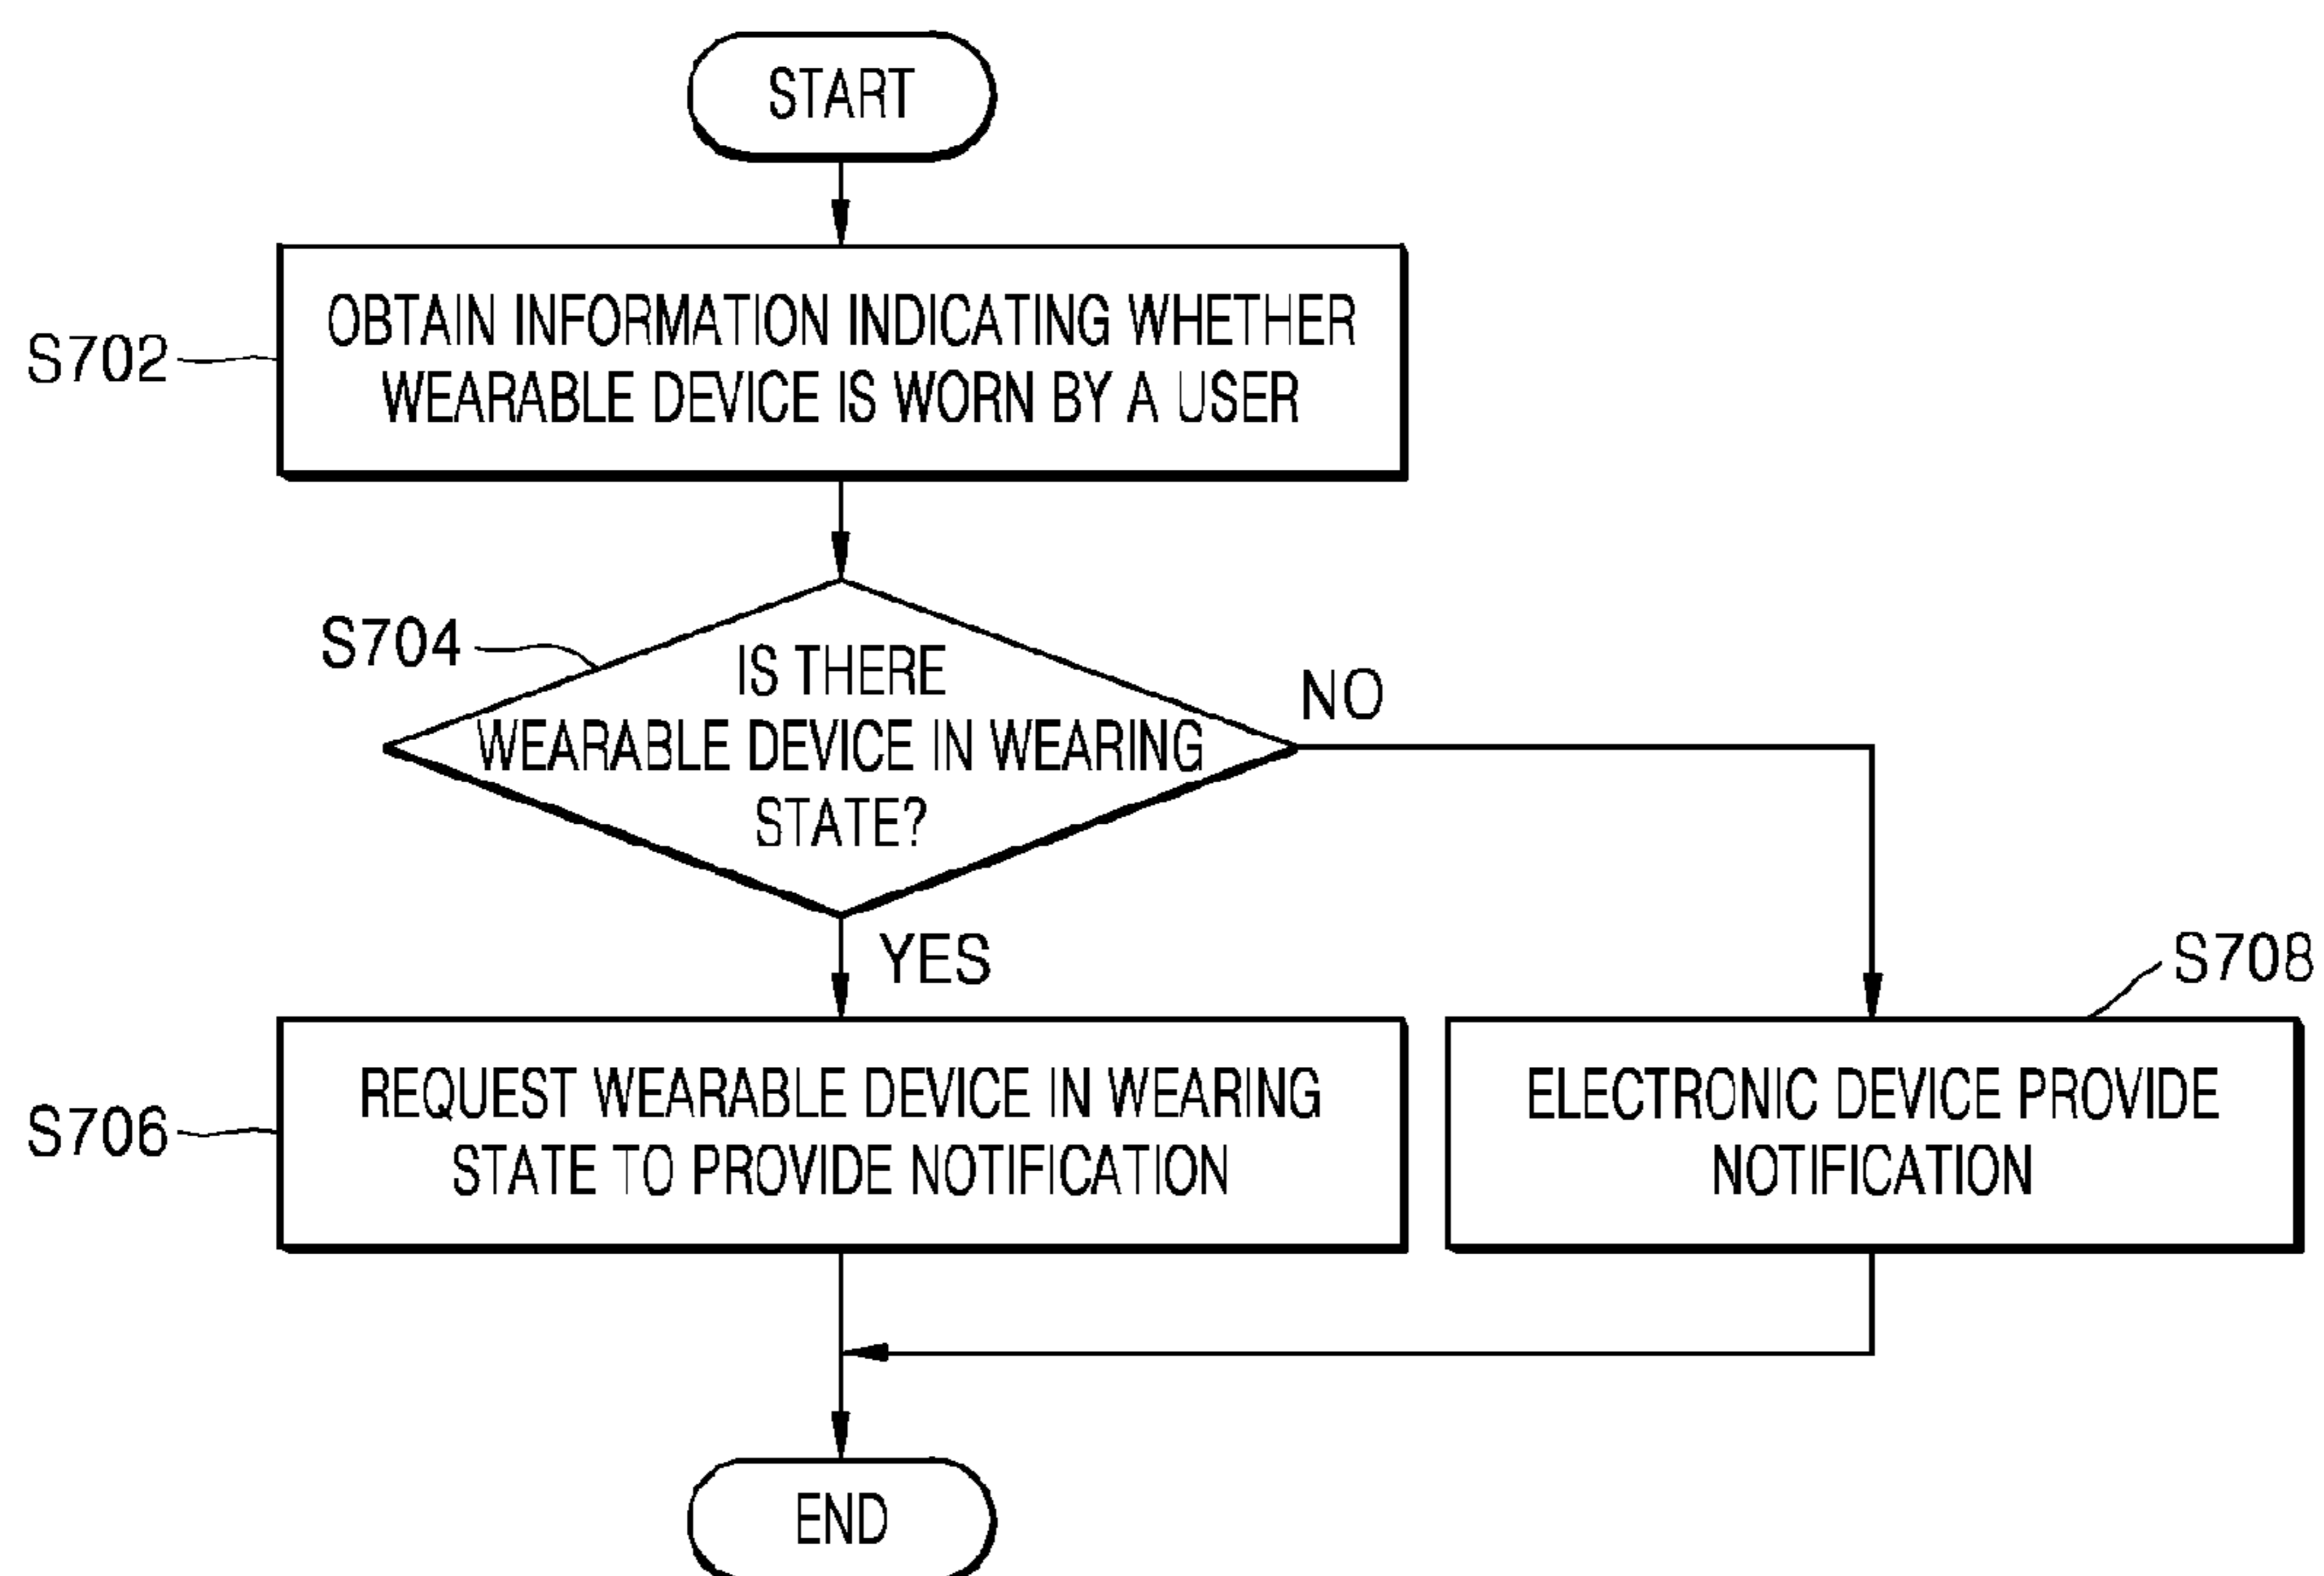 START
S702
OBTAIN INFORMATION INDICATING WHETHER
WEARABLE DEVICE IS WORN BY A USER
S704
IS THERE
WEARABLE DEVICE IN WEARING
STATE?
NO
YES
S706
REQUEST WEARABLE DEVICE IN WEARING
STATE TO PROVIDE NOTIFICATION
S708
ELECTRONIC DEVICE PROVIDE
NOTIFICATION
END